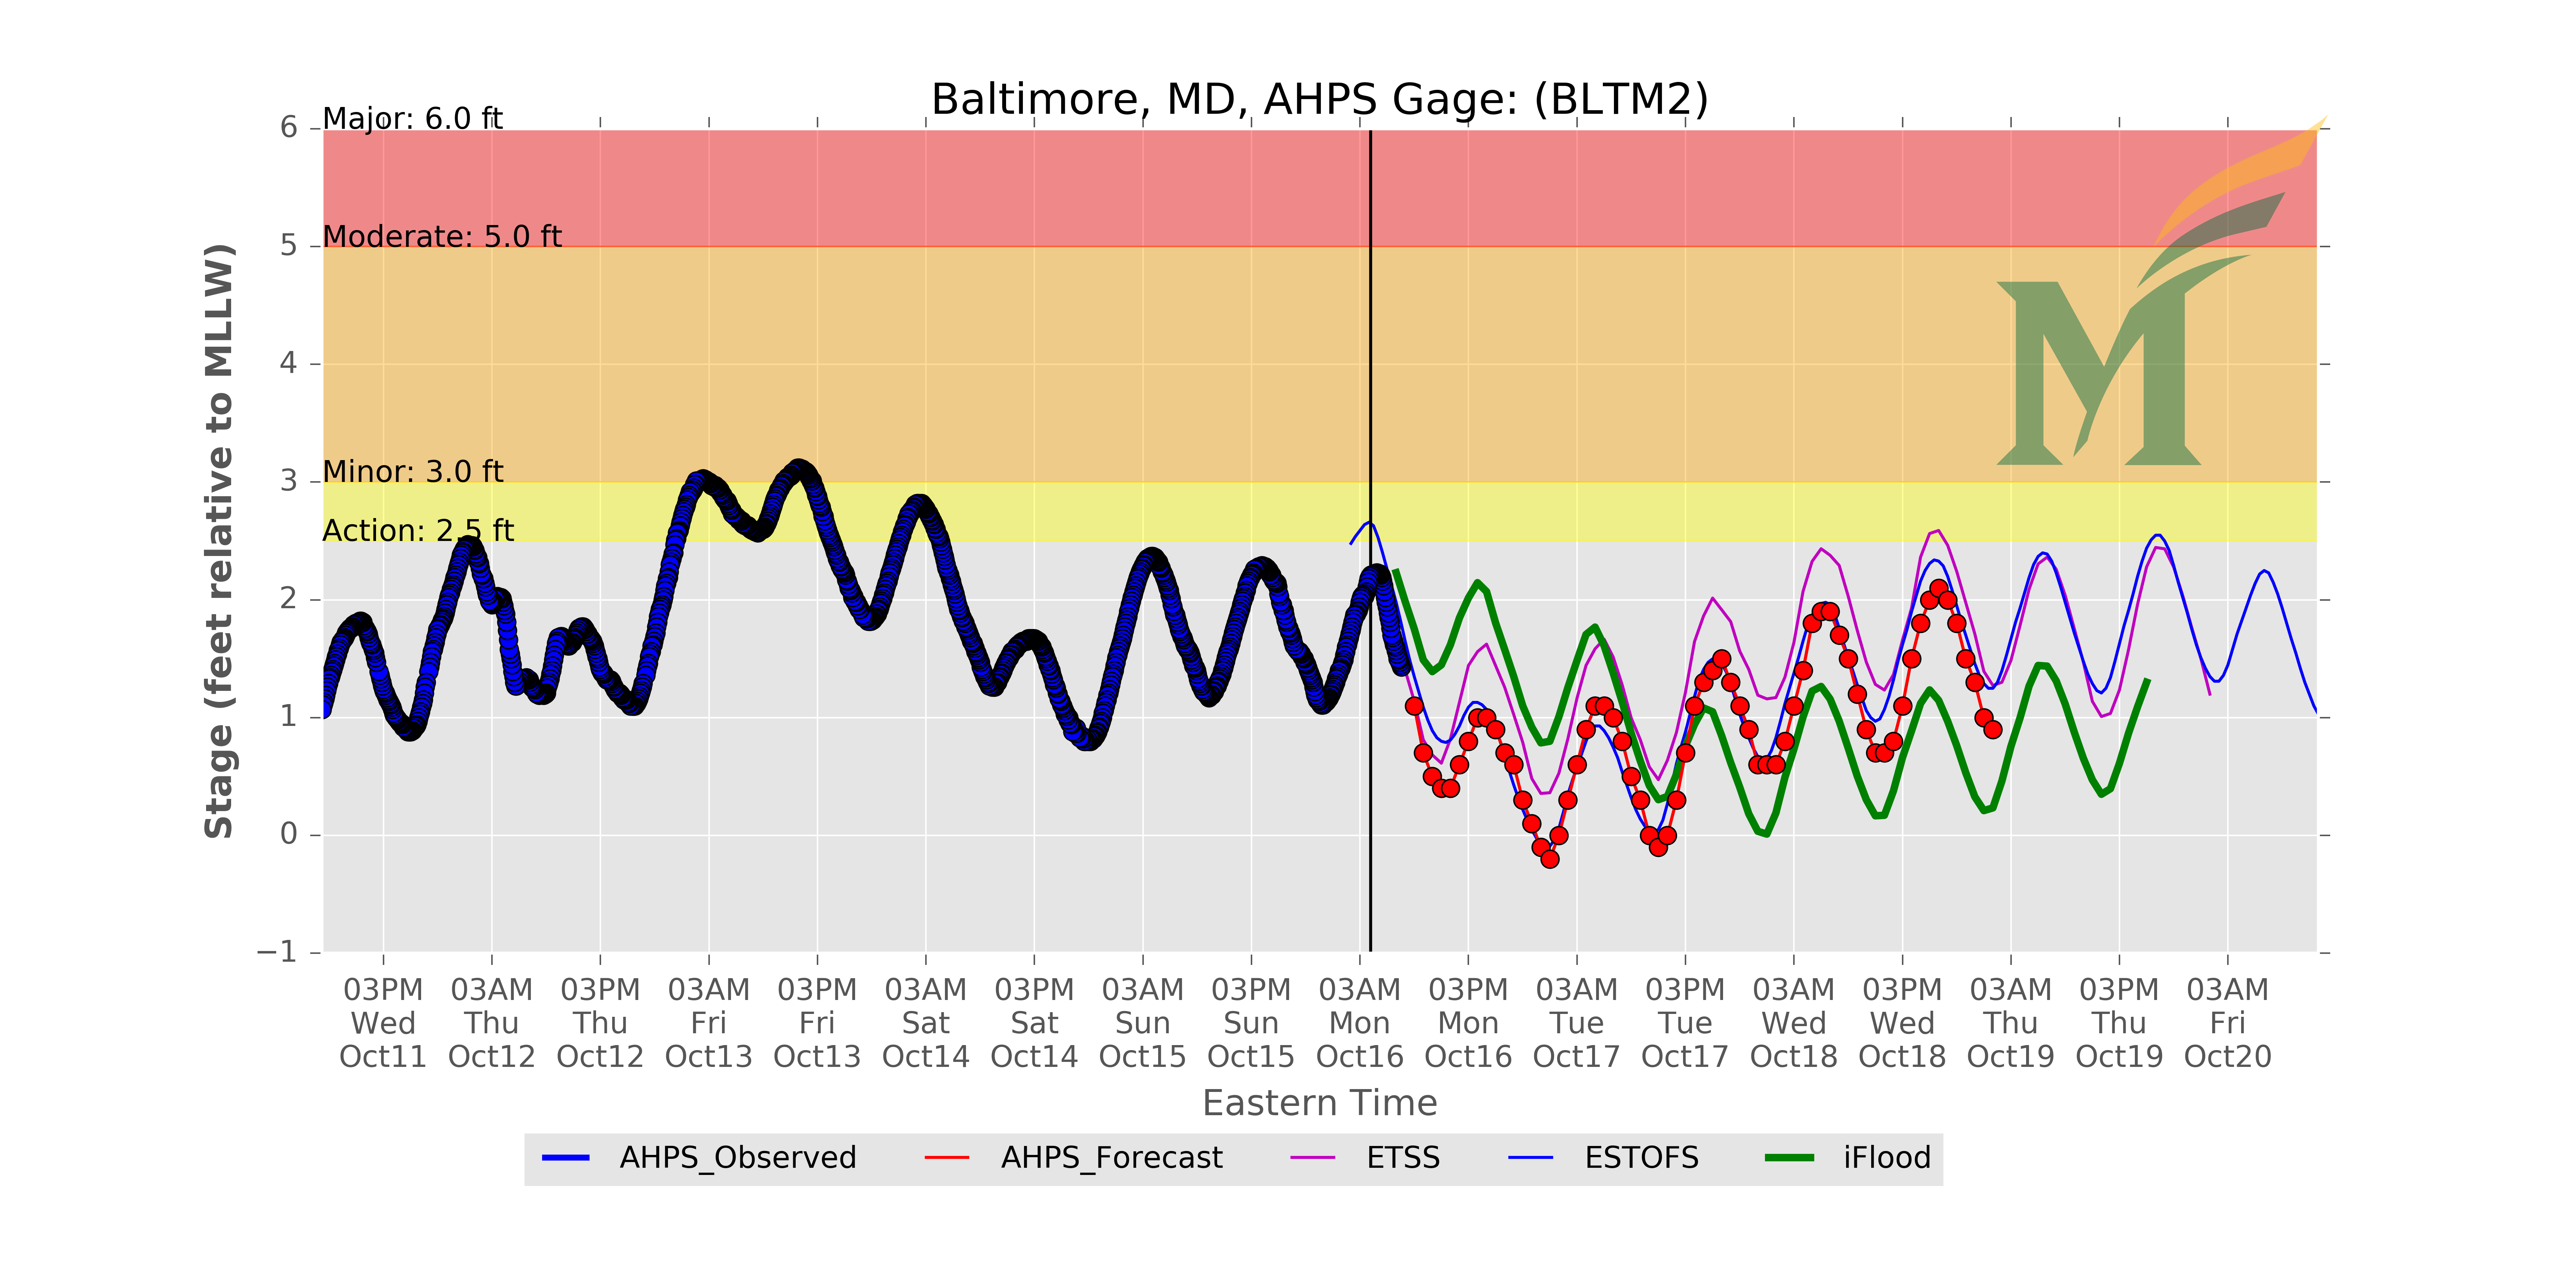 Baltimore, MD, AHPS Gage: (BLTM2)
Major: 6.0 ft
Moderate: 5.0 ft
Minor: 3.0 ft
Action: 2.5 ft
6
5
4
3
2
1
0
−1
Stage (feet relative to MLLW)
M
03PM Wed Oct11
03AM Thu Oct12
03PM Thu Oct12
03AM Fri Oct13
03PM Fri Oct13
03AM Sat Oct14
03PM Sat Oct14
03AM Sun Oct15
03PM Sun Oct15
03AM Mon Oct16
03PM Mon Oct16
03AM Tue Oct17
03PM Tue Oct17
03AM Wed Oct18
03PM Wed Oct18
03AM Thu Oct19
03PM Thu Oct19
03AM Fri Oct20
Eastern Time
AHPS_Observed
AHPS_Forecast
ETSS
ESTOFS
iFlood